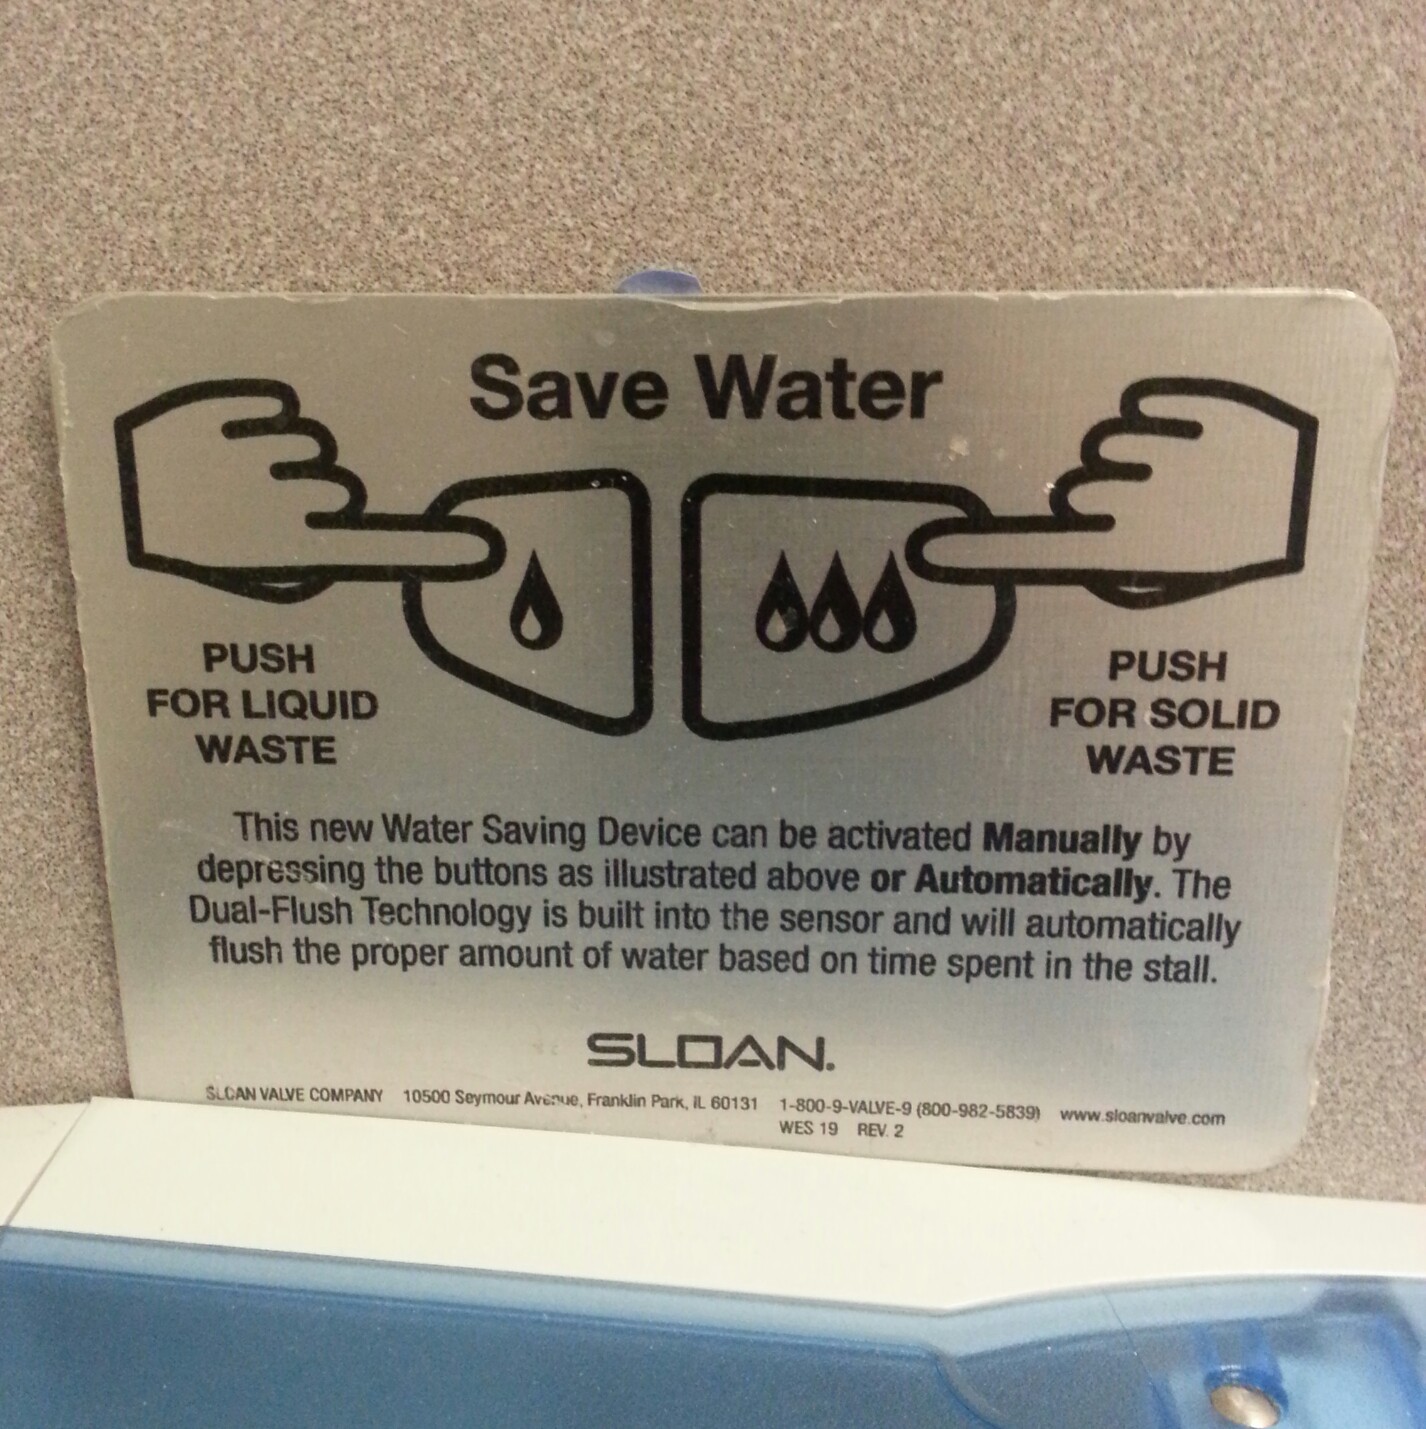 Save Water
PUSH
FOR LIQUID
WASTE
PUSH
FOR SOLID
WASTE
This new Water Saving Device can be activated Manually by
depressing the buttons as illustrated above or Automatically. The
Dual-Flush Technology is built into the sensor and will automatically
flush the proper amount of water based on time spent in the stall.
SLOAN.
SLOAN VALVE COMPANY 10500 Seymour Avenue, Franklin Park, IL 60131 1-800-9-VALVE-9 (800-982-5839) www.sloanvalve.com
WES 19 REV. 2